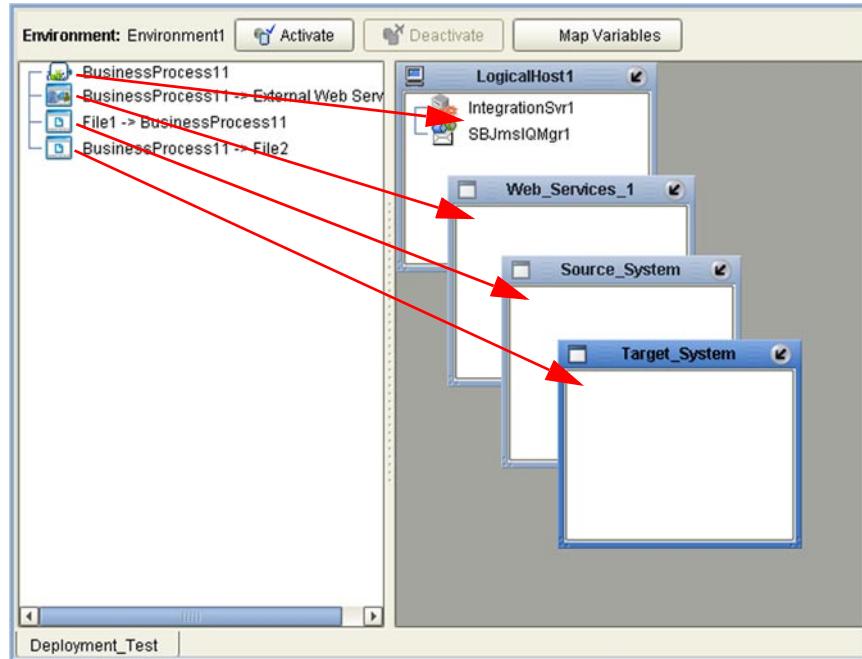 Environment: Environment1 Activate Deactivate Map Variables
BusinessProcess11
BusinessProcess11 -> External Web Serv
File1 -> BusinessProcess11
BusinessProcess11 -> File2
LogicalHost1
IntegrationSvr1
SBJmsIQMgr1
Web_Services_1
Source_System
Target_System
Deployment_Test